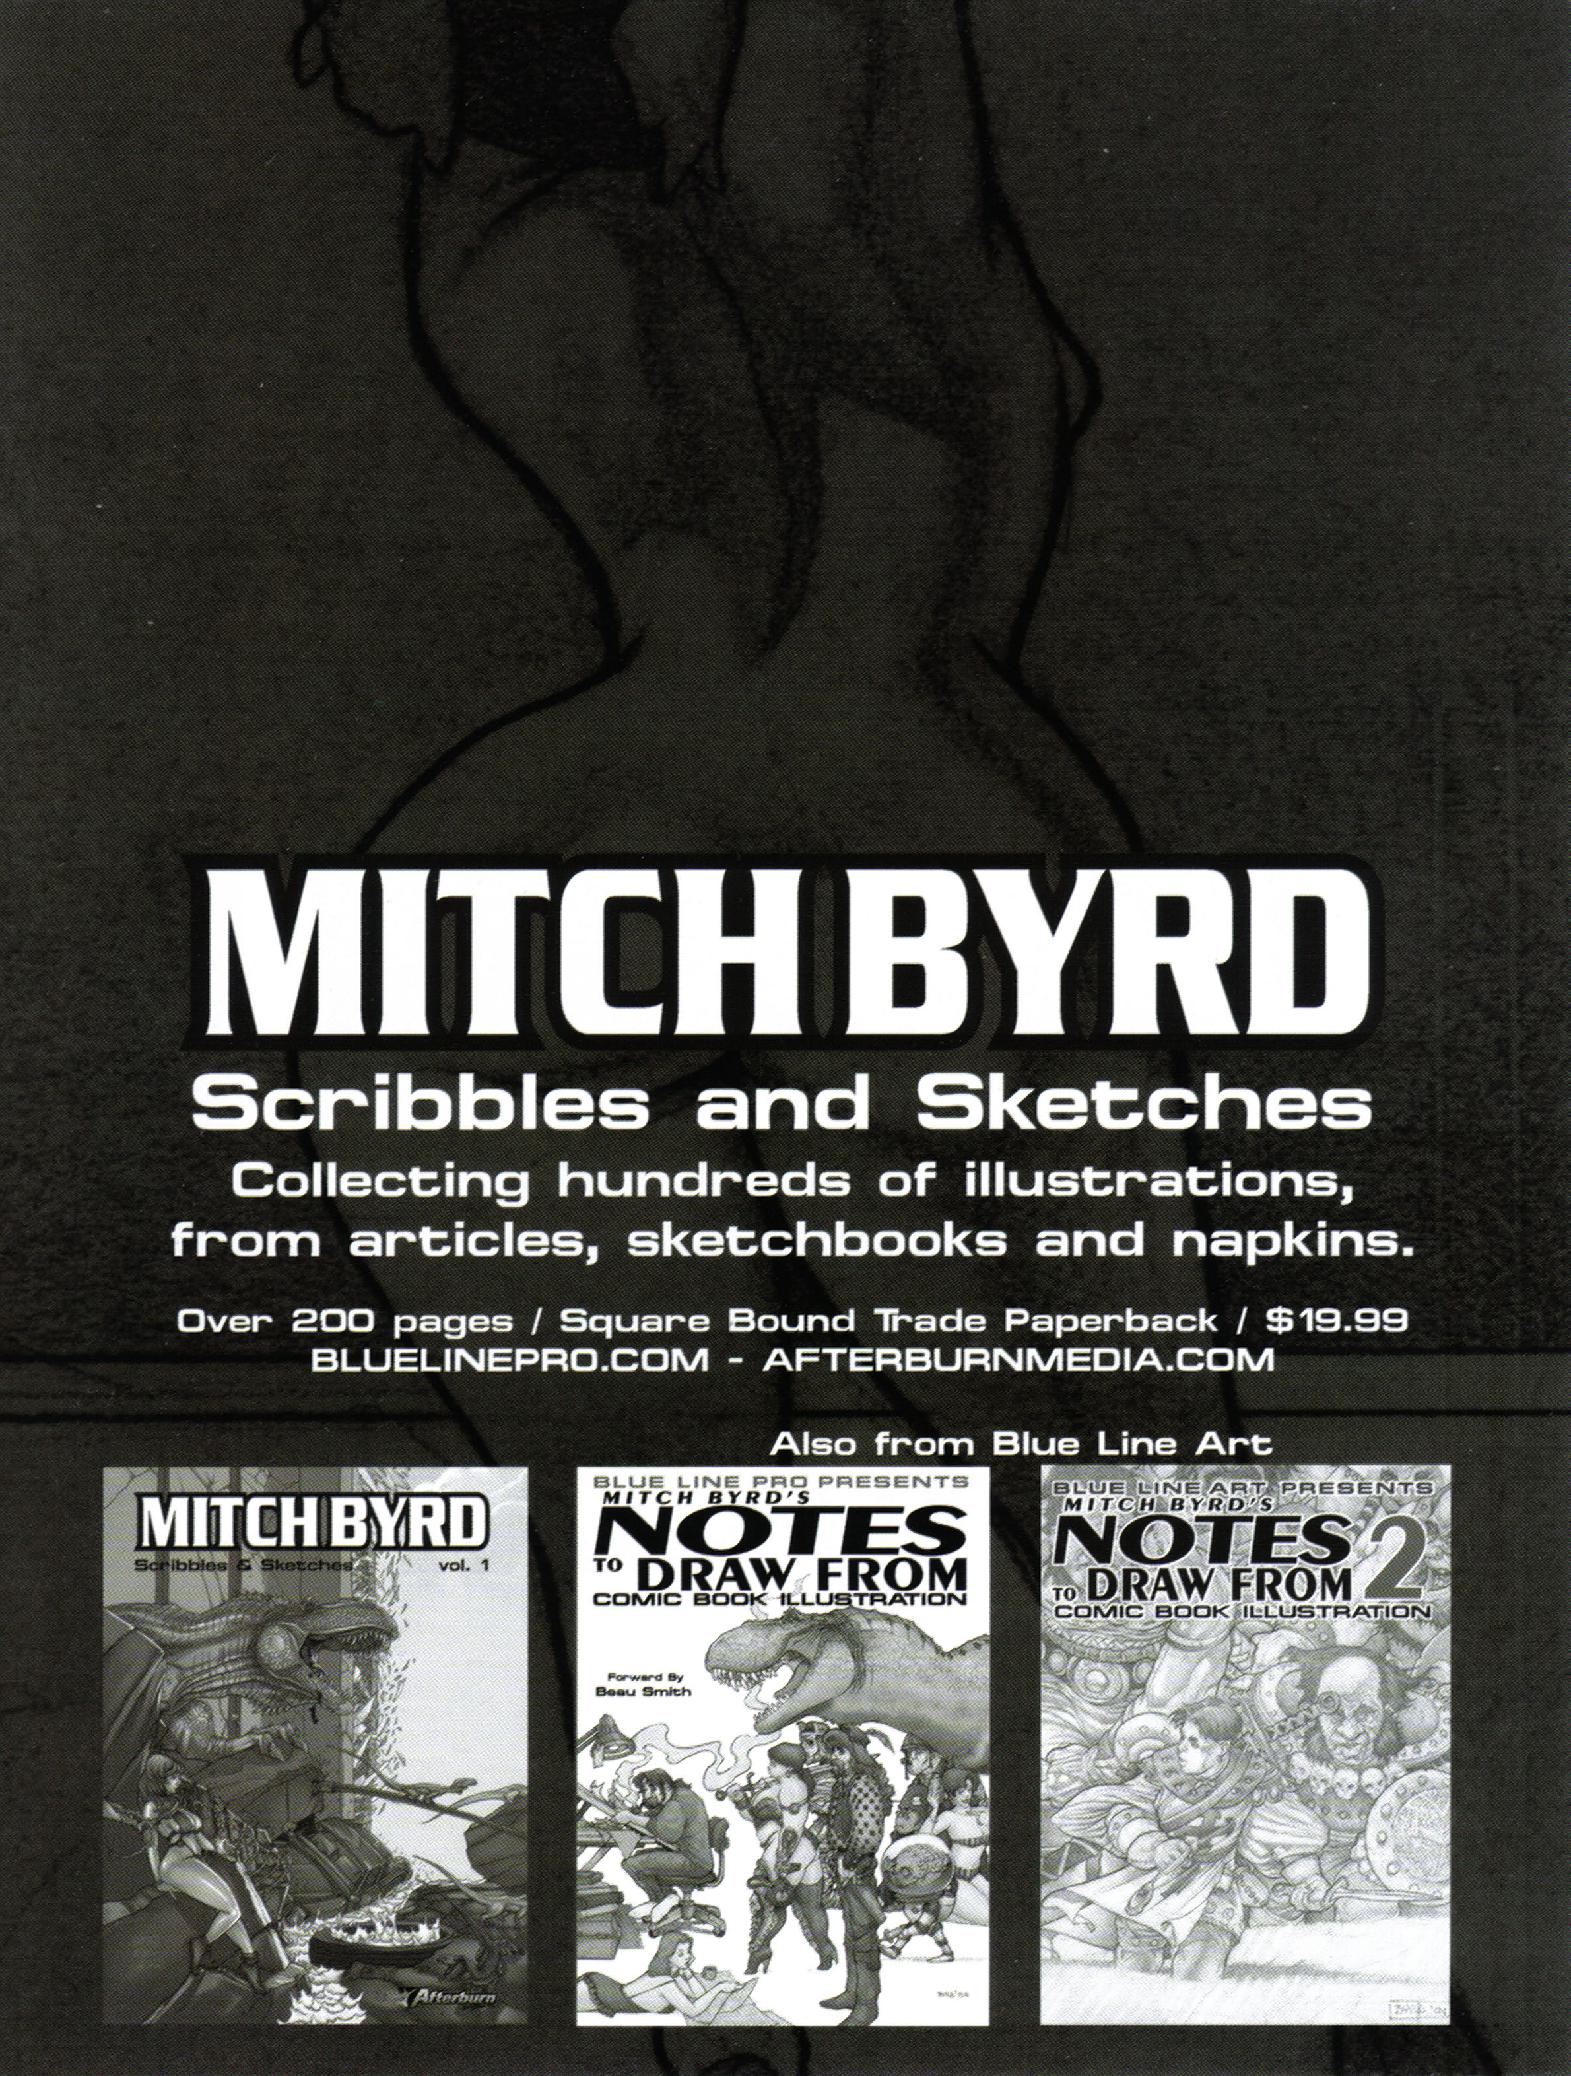 MITCH BYRD
Scribbles and Sketches
Collecting hundreds of illustrations,
from articles, sketchbooks and napkins.
Over 200 pages / Square Bound Trade Paperback / $19.99
BLUELINEPRO.COM - AFTERBURNMEDIA.COM
Also from Blue Line Art
MITCH BYRD
Scribbles & Sketches vol. 1
Afterburn
BLUE LINE PRO PRESENTS
MITCH BYRD'S
NOTES
TO DRAW FROM
COMIC BOOK ILLUSTRATION
Forward By
Beau Smith
BLUE LINE ART PRESENTS
MITCH BYRD'S
NOTES 2
TO DRAW FROM
COMIC BOOK ILLUSTRATION